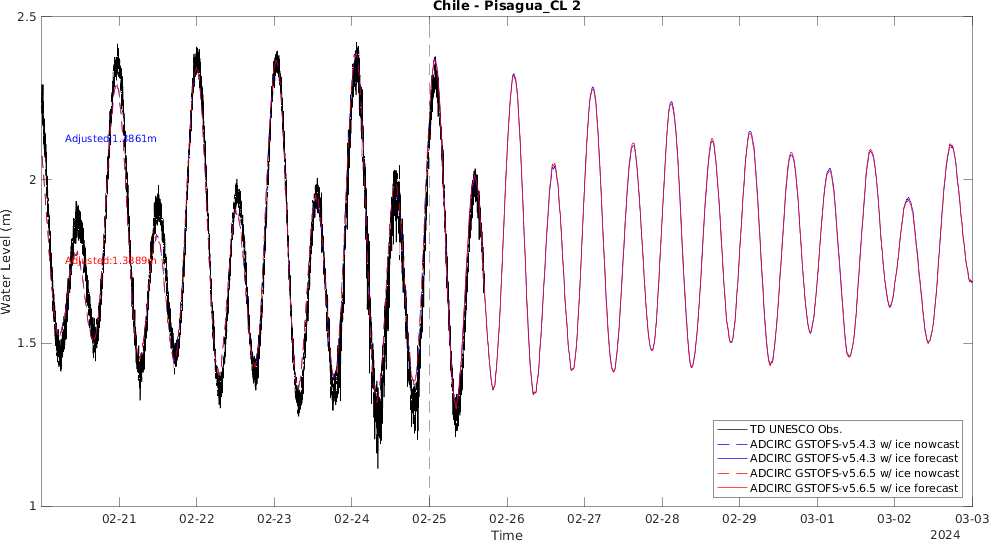 Chile - Pisagua_CL 2
2.5
2
1.5
1
Water Level (m)
Adjusted:1.3861m
Adjusted:1.3889m
TD UNESCO Obs.
ADCIRC GSTOFS-v5.4.3 w/ ice nowcast
ADCIRC GSTOFS-v5.4.3 w/ ice forecast
ADCIRC GSTOFS-v5.6.5 w/ ice nowcast
ADCIRC GSTOFS-v5.6.5 w/ ice forecast
02-21 02-22 02-23 02-24 02-25 02-26 02-27 02-28 02-29 03-01 03-02 03-03
Time
2024